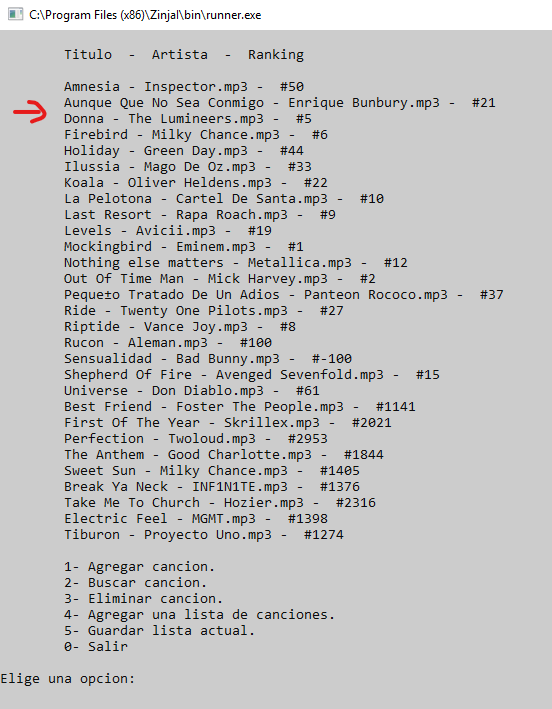 C:\Program Files (x86)\Zinjal\bin\runner.exe
Titulo - Artista - Ranking
Amnesia - Inspector.mp3 - #50
Aunque Que No Sea Conmigo - Enrique Bunbury.mp3 - #21
Donna - The Lumineers.mp3 - #5
Firebird - Milky Chance.mp3 - #6
Holiday - Green Day.mp3 - #44
Ilussia - Mago De Oz.mp3 - #33
Koala - Oliver Heldens.mp3 - #22
La Pelotona - Cartel De Santa.mp3 - #10
Last Resort - Rapa Roach.mp3 - #9
Levels - Avicii.mp3 - #19
Mockingbird - Eminem.mp3 - #1
Nothing else matters - Metallica.mp3 - #12
Out Of Time Man - Mick Harvey.mp3 - #2
Peque±o Tratado De Un Adios - Panteon Rococo.mp3 - #37
Ride - Twenty One Pilots.mp3 - #27
Riptide - Vance Joy.mp3 - #8
Rucon - Aleman.mp3 - #100
Sensualidad - Bad Bunny.mp3 - #-100
Shepherd Of Fire - Avenged Sevenfold.mp3 - #15
Universe - Don Diablo.mp3 - #61
Best Friend - Foster The People.mp3 - #1141
First Of The Year - Skrillex.mp3 - #2021
Perfection - Twoloud.mp3 - #2953
The Anthem - Good Charlotte.mp3 - #1844
Sweet Sun - Milky Chance.mp3 - #1405
Break Ya Neck - INF1N1TE.mp3 - #1376
Take Me To Church - Hozier.mp3 - #2316
Electric Feel - MGMT.mp3 - #1398
Tiburon - Proyecto Uno.mp3 - #1274
1- Agregar cancion.
2- Buscar cancion.
3- Eliminar cancion.
4- Agregar una lista de canciones.
5- Guardar lista actual.
0- Salir
Elige una opcion: